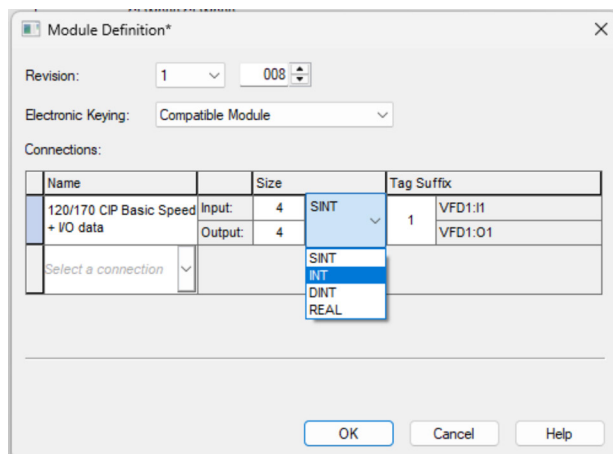 Module Definition*
Revision: 1 008
Electronic Keying: Compatible Module
Connections:
Name Size Tag Suffix
120/170 CIP Basic Speed + I/O data Input: 4 SINT 1 VFD1:I1
Output: 4 VFD1:O1
Select a connection
SINT
INT
DINT
REAL
OK Cancel Help